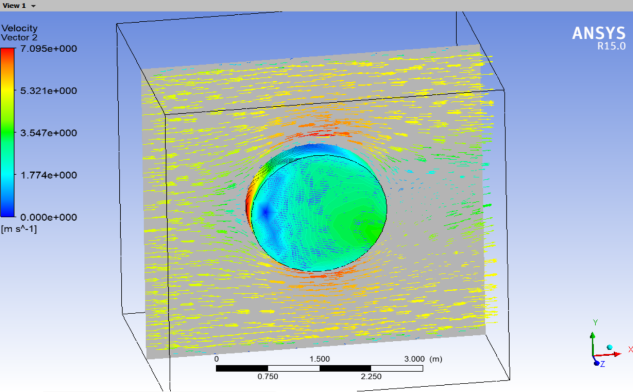 View 1
Velocity
Vector 2
7.095e+000
5.321e+000
3.547e+000
1.774e+000
0.000e+000
[m s^-1]
ANSYS
R15.0
0 1.500 3.000 (m)
0.750 2.250
Y
X
Z